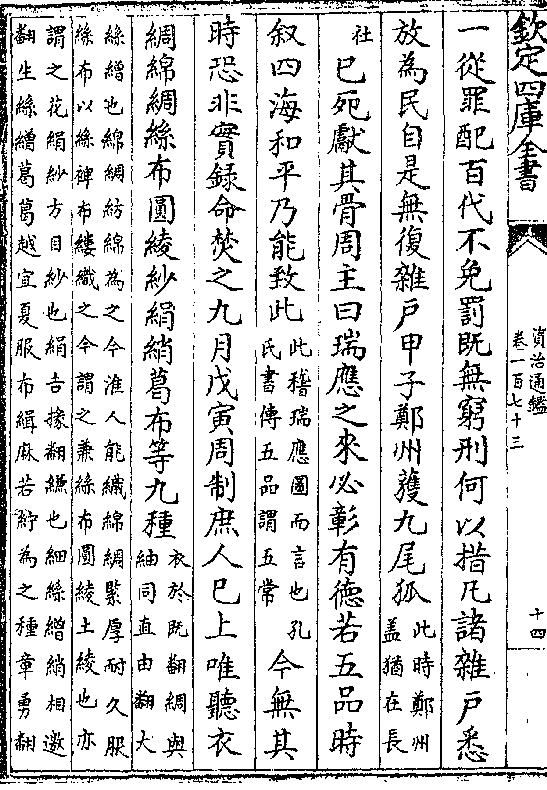 欽定四庫全書
資治通鑑
卷一百七十三
十四
一從罪配百代不免罰既無窮刑何以措凡諸雜戶悉
放為民自是無復雜戶甲子鄭州獲九尾狐此時鄭州蓋猶在長
社已死獻其骨周主曰瑞應之來必彰有德若五品時
叙四海和平乃能致此此稽瑞應圖而言也孔氏書傳五品謂五常今無其
時恐非實錄命焚之九月戊寅周制庶人已上唯聽衣
綢綿綢絲布圓綾紗絹綃葛布等九種衣於既翻綢與紬同直由翻大
絲繒也綿綢紡綿為之今淮人能織綿綢緊厚耐久服
絲布以絲裨布縷織之今謂之兼絲布圓綾土綾也亦
謂之花絹紗方目紗也絹吉掾翻縑也細絲繒綃相邀
翻生絲繒葛葛越宜夏服布緝麻若紵為之種章勇翻